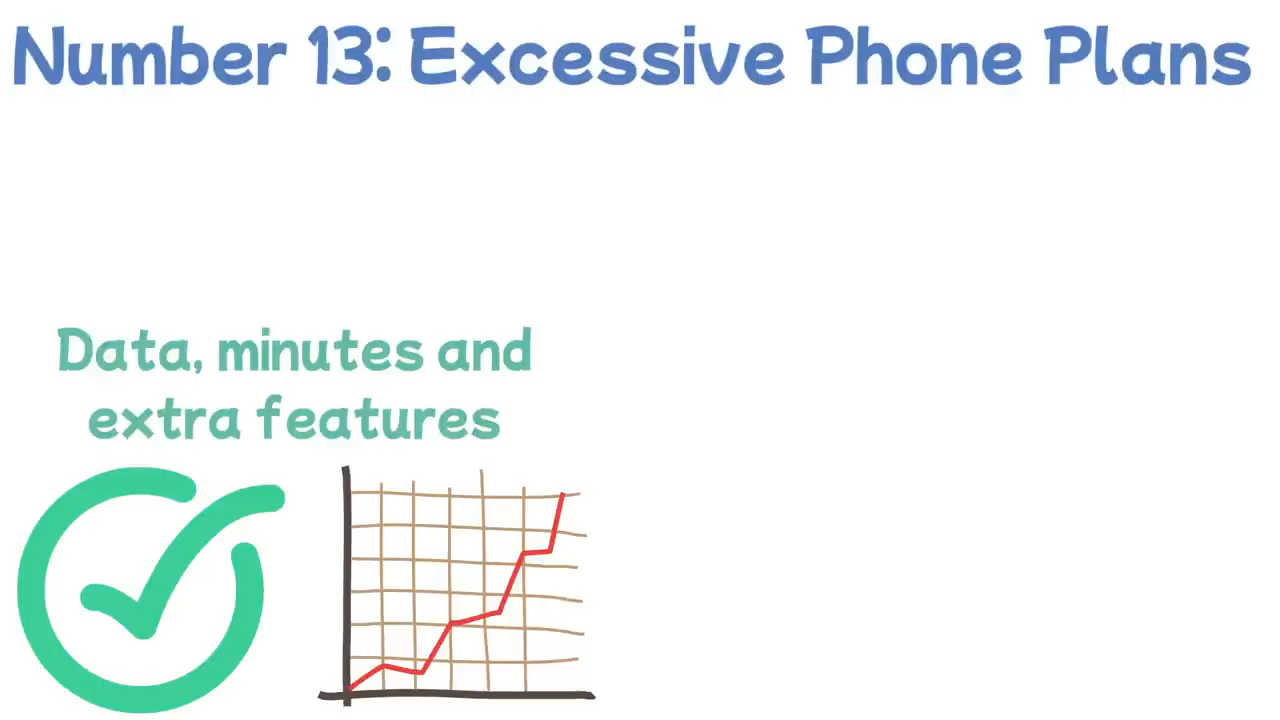 Number 13: Excessive Phone Plans
Data, minutes and
extra features